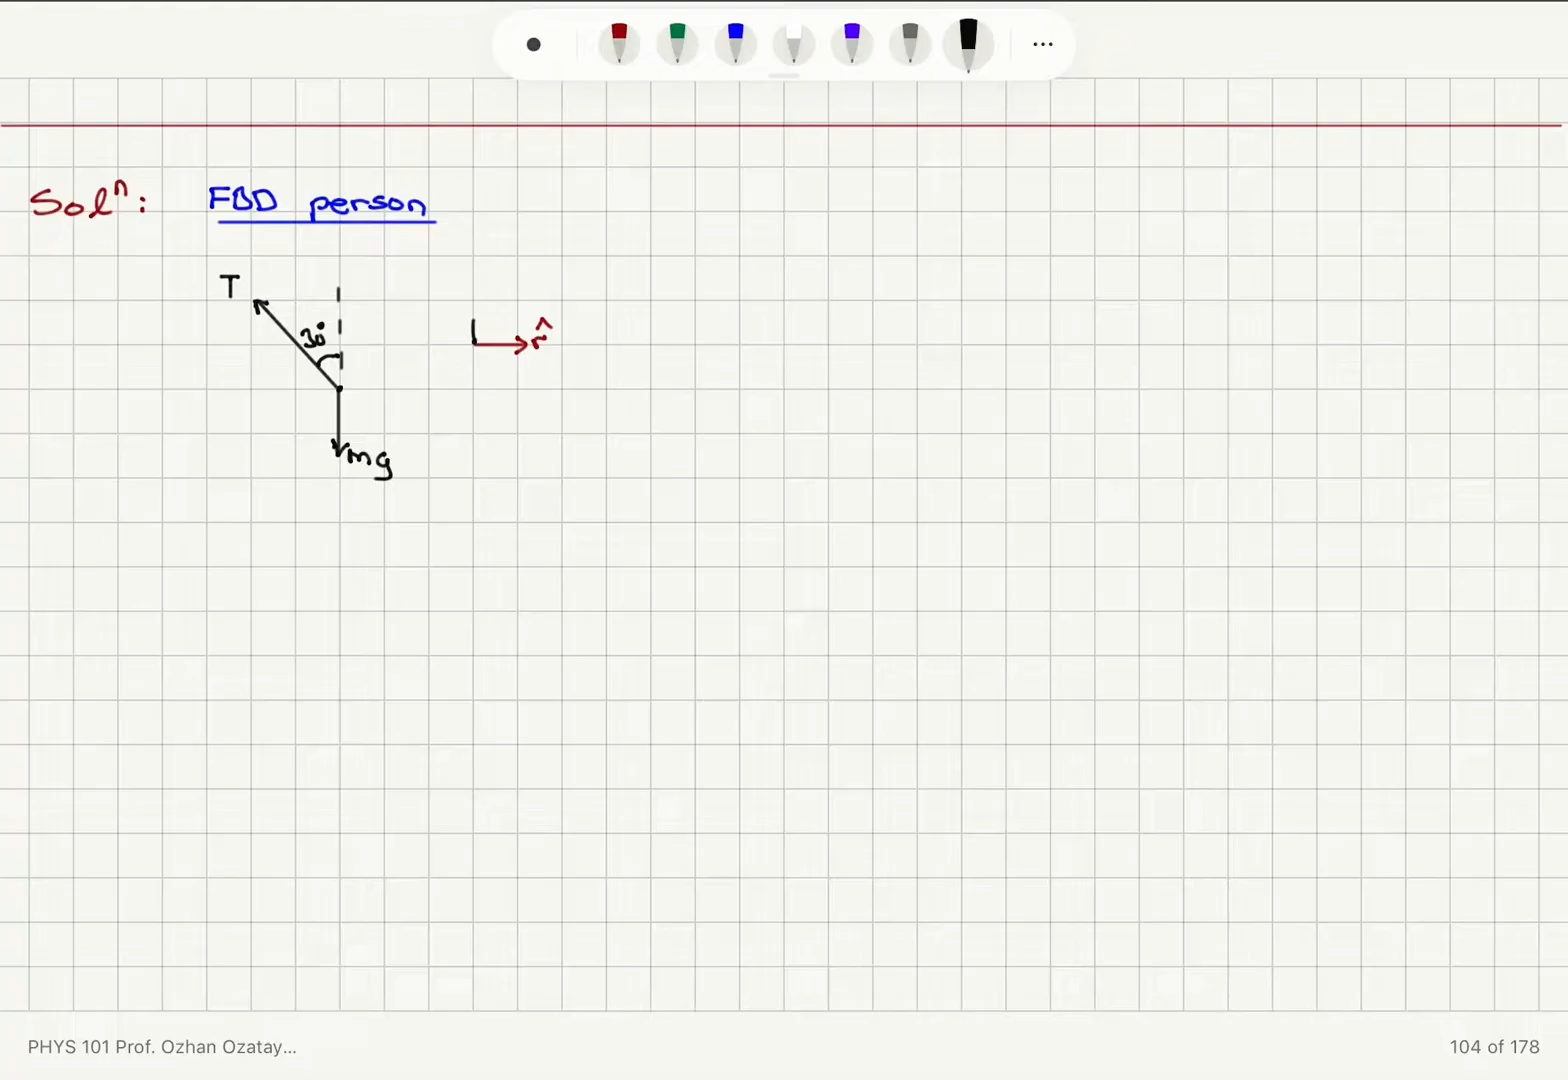 Solⁿ: FBD person
T
30°
r̂
mg
PHYS 101 Prof. Ozhan Ozatay...
104 of 178